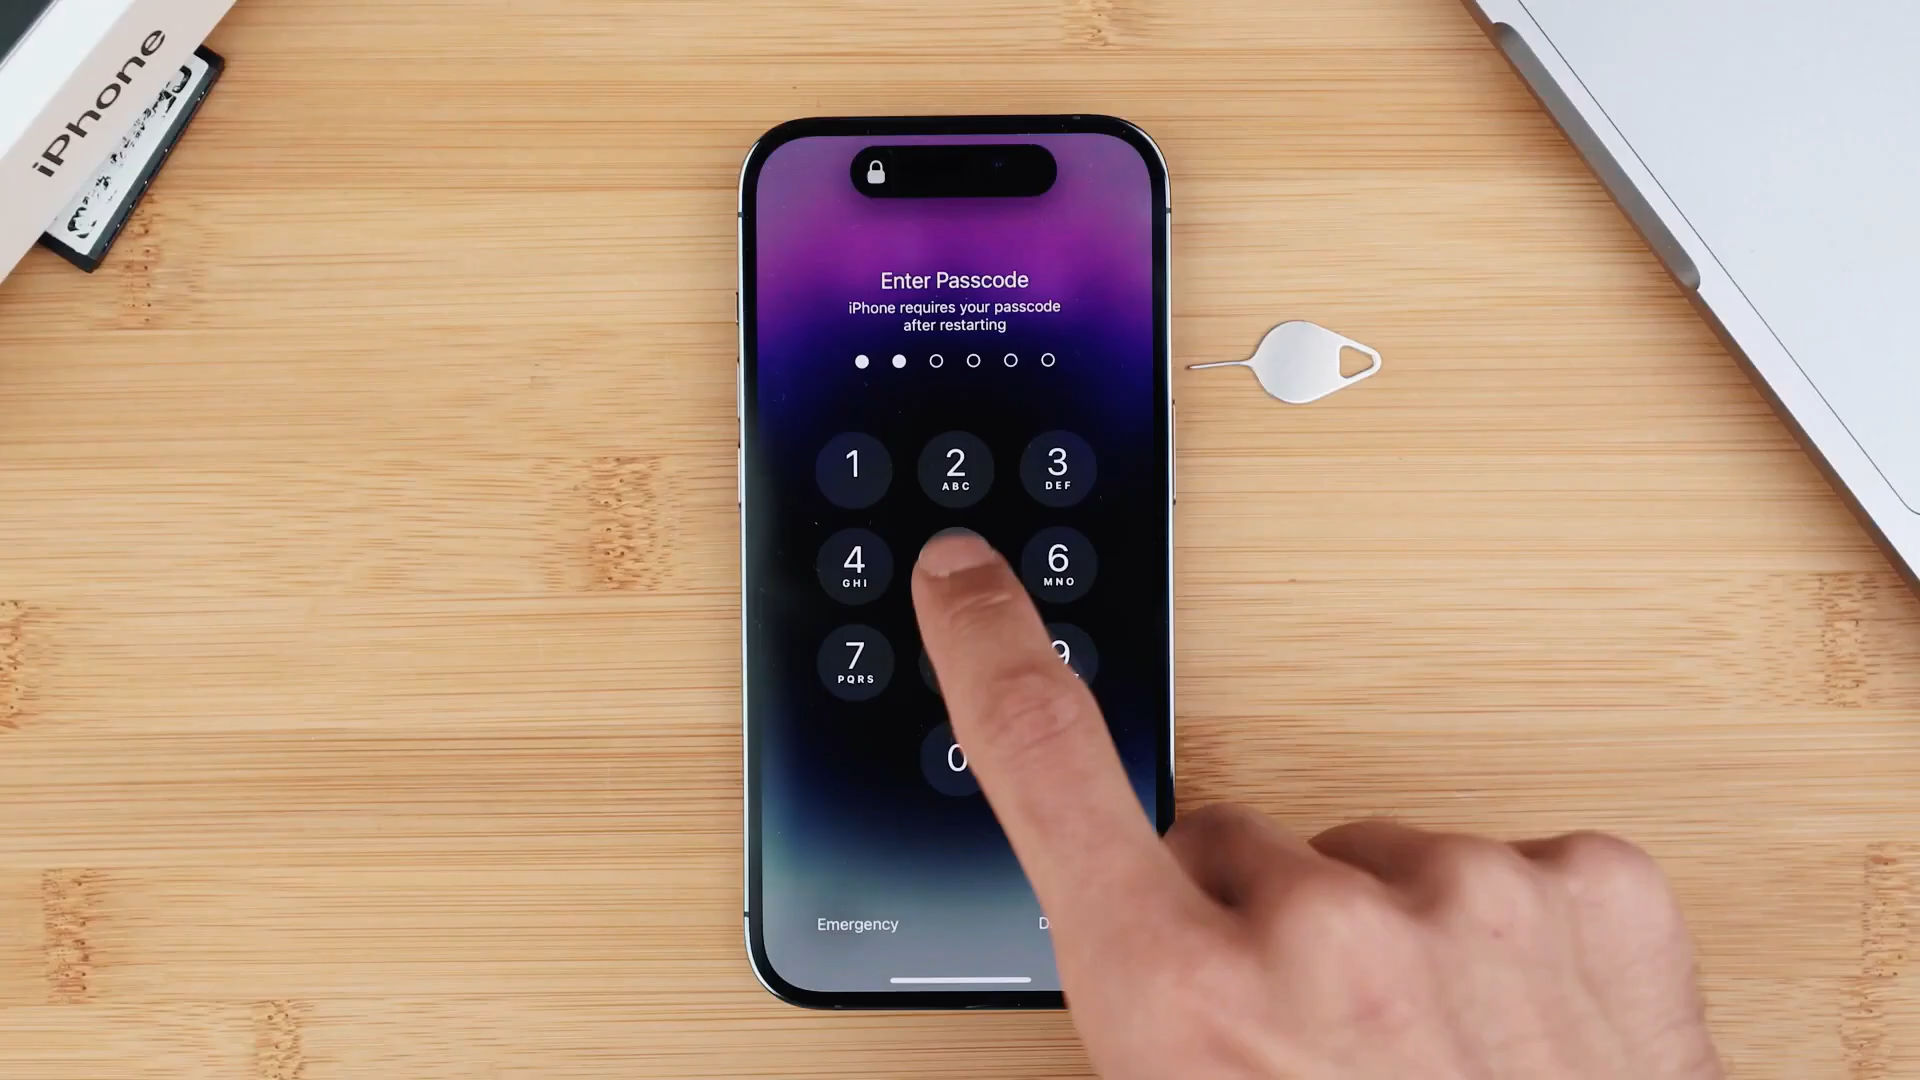 iPhone
Enter Passcode
iPhone requires your passcode
after restarting
1
2
ABC
3
DEF
4
GHI
6
MNO
7
PQRS
9
0
Emergency